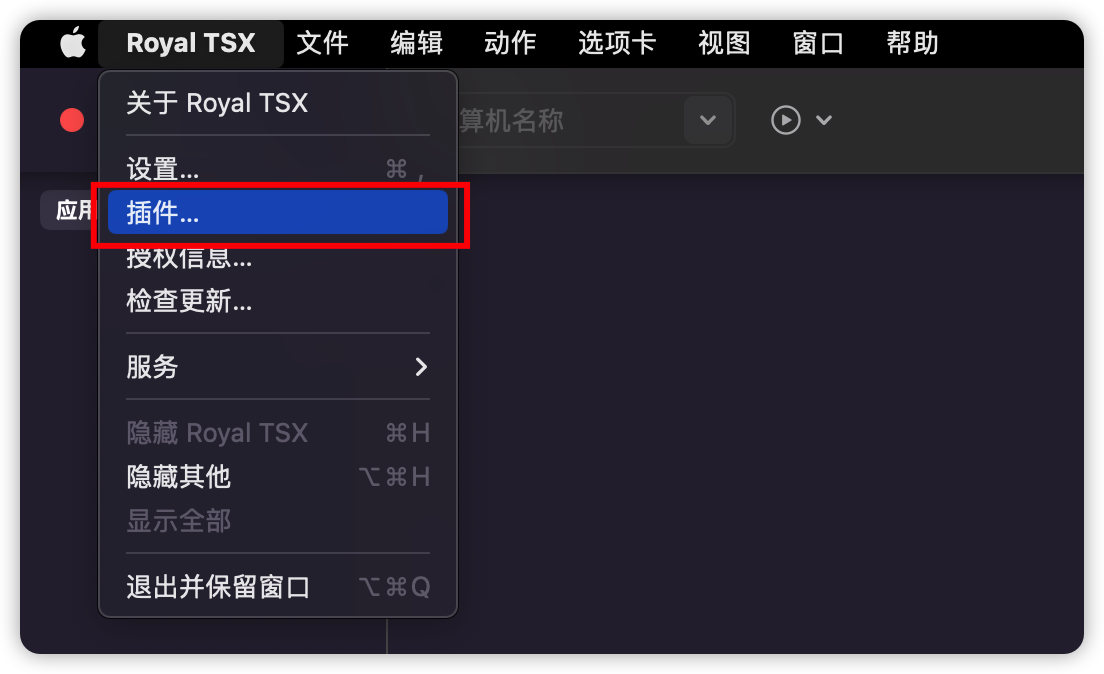 Royal TSX 文件 编辑 动作 选项卡 视图 窗口 帮助
关于 Royal TSX
算机名称
设置... ⌘ ,
应用
插件...
授权信息...
检查更新...
服务
隐藏 Royal TSX ⌘H
隐藏其他 ⌥⌘H
显示全部
退出并保留窗口 ⌥⌘Q